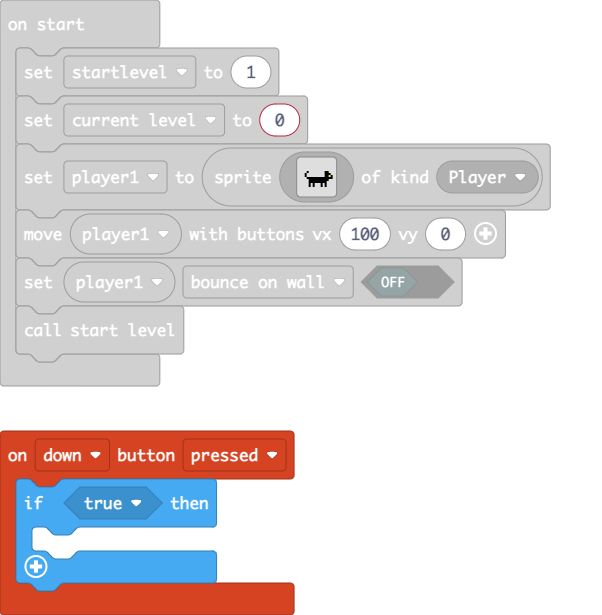 on start
set startlevel to 1
set current level to 0
set player1 to sprite of kind Player
move player1 with buttons vx 100 vy 0
set player1 bounce on wall OFF
call start level
on down button pressed
if true then